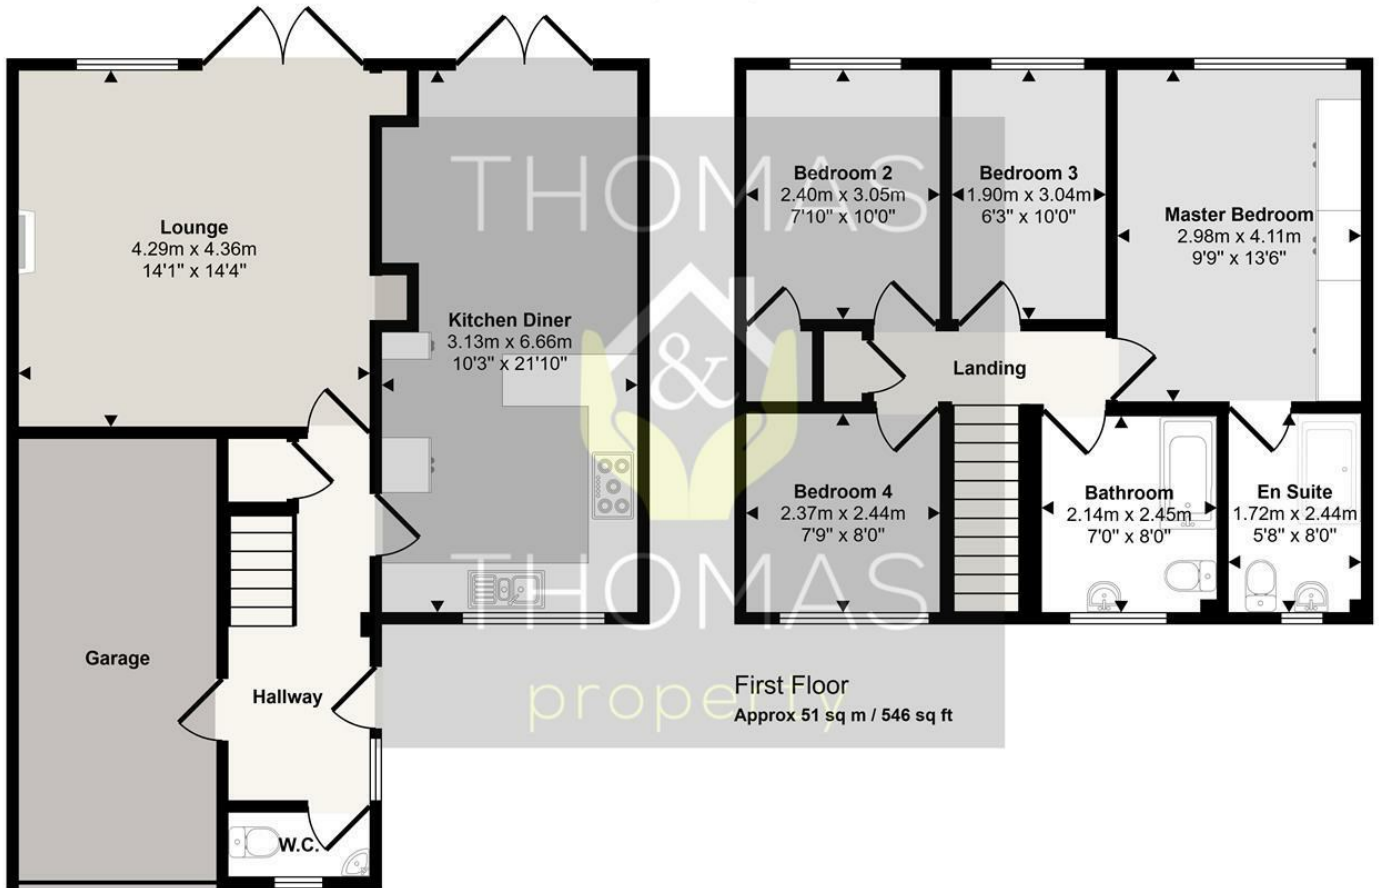 Lounge
4.29m x 4.36m
14'1" x 14'4"
Kitchen Diner
3.13m x 6.66m
10'3" x 21'10"
Garage
Hallway
W.C.
Bedroom 2
2.40m x 3.05m
7'10" x 10'0"
Bedroom 3
1.90m x 3.04m
6'3" x 10'0"
Master Bedroom
2.98m x 4.11m
9'9" x 13'6"
Landing
Bedroom 4
2.37m x 2.44m
7'9" x 8'0"
Bathroom
2.14m x 2.45m
7'0" x 8'0"
En Suite
1.72m x 2.44m
5'8" x 8'0"
First Floor
Approx 51 sq m / 546 sq ft
THOMAS
&
THOMAS
property